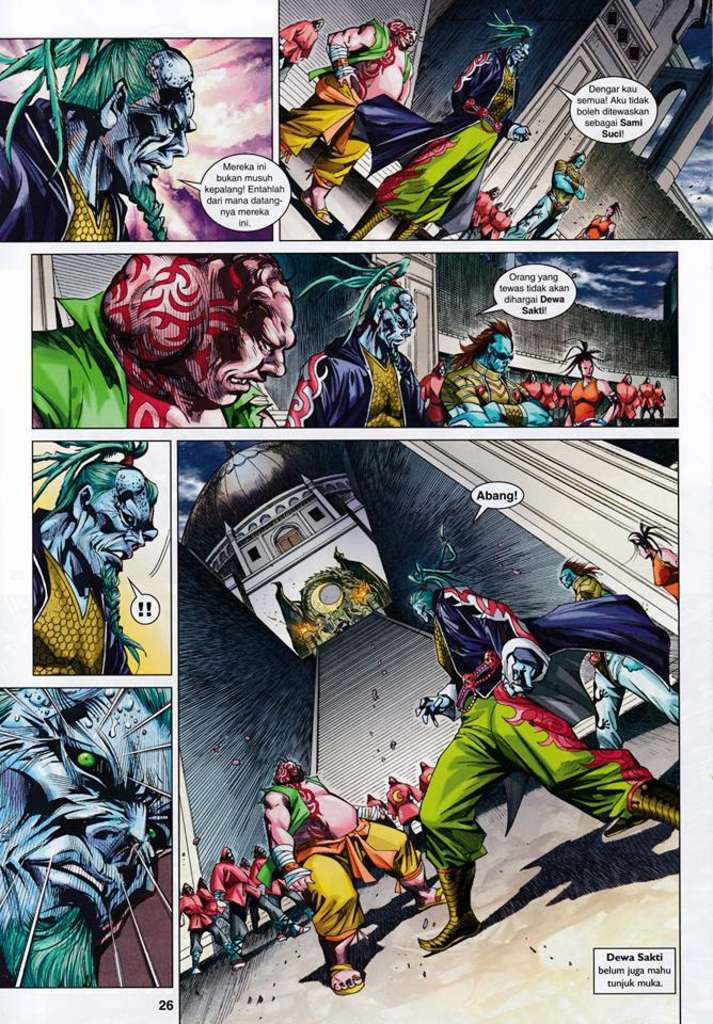 Mereka ini
bukan musuh
kepalang! Entahlah
dari mana datang-
nya mereka
ini.
Dengar kau
semua! Aku tidak
boleh ditewaskan
sebagai Sami
Suci!
Orang yang
tewas tidak akan
dihargai Dewa
Sakti!
!!
Abang!
Dewa Sakti
belum juga mahu
tunjuk muka.
26